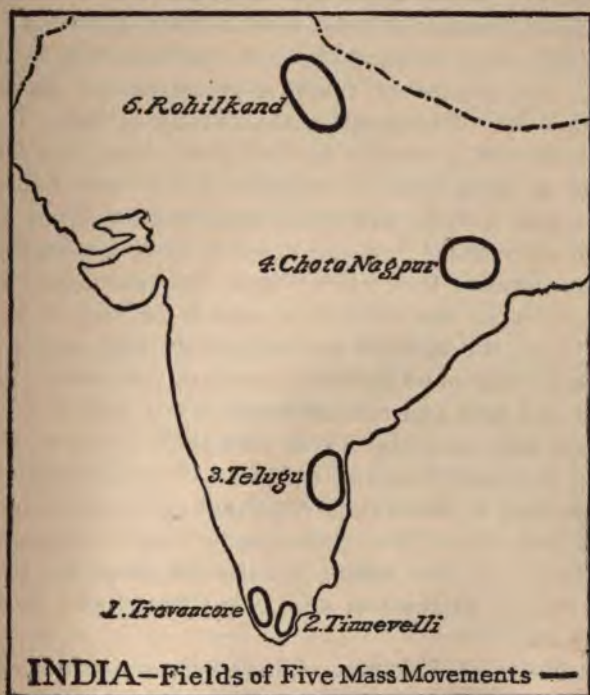 5. Rohilkand
4. Chota Nagpur
3. Telugu
1. Travancore
2. Tinnevelli
INDIA—Fields of Five Mass Movements —